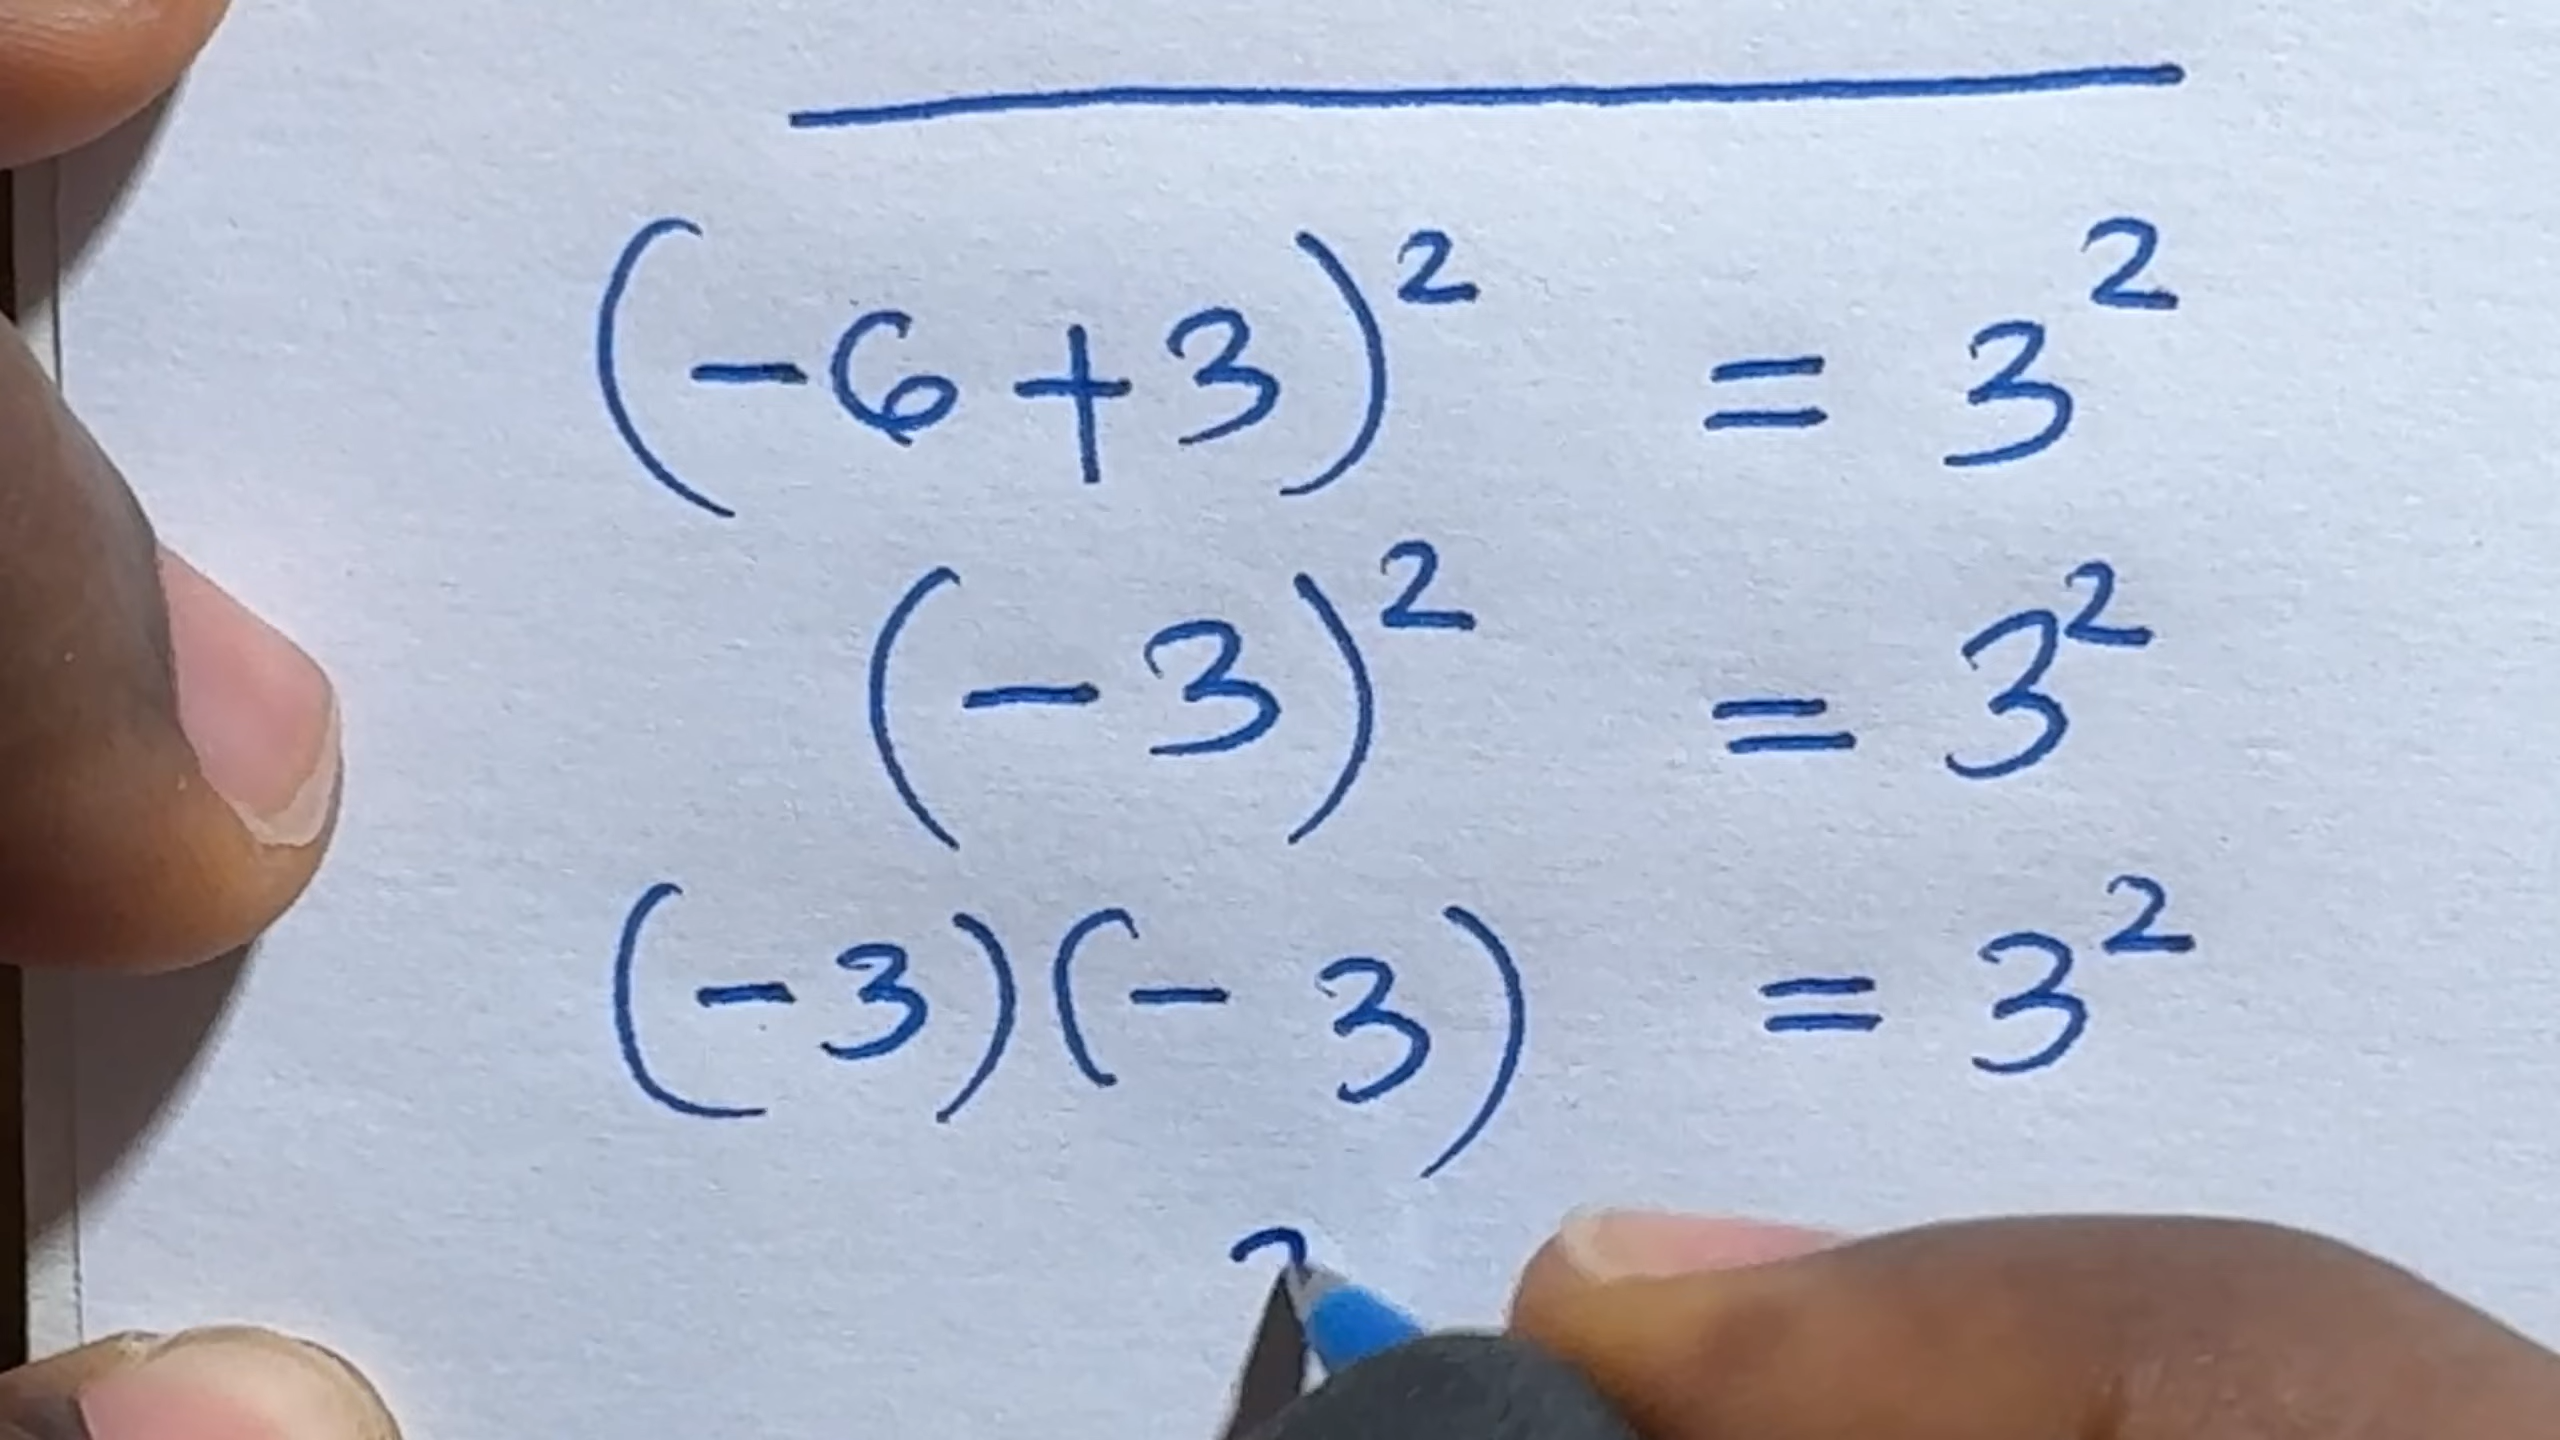 (-6+3)² = 3²
(-3)² = 3²
(-3)(-3) = 3²